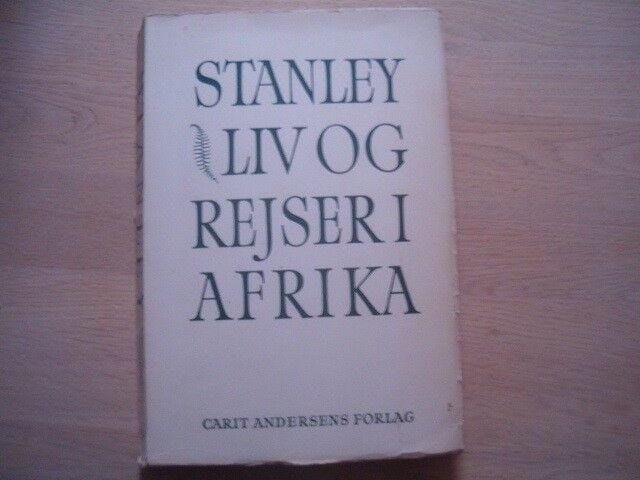 STANLEY
LIV OG
REJSER I
AFRIKA
CARIT ANDERSENS FORLAG